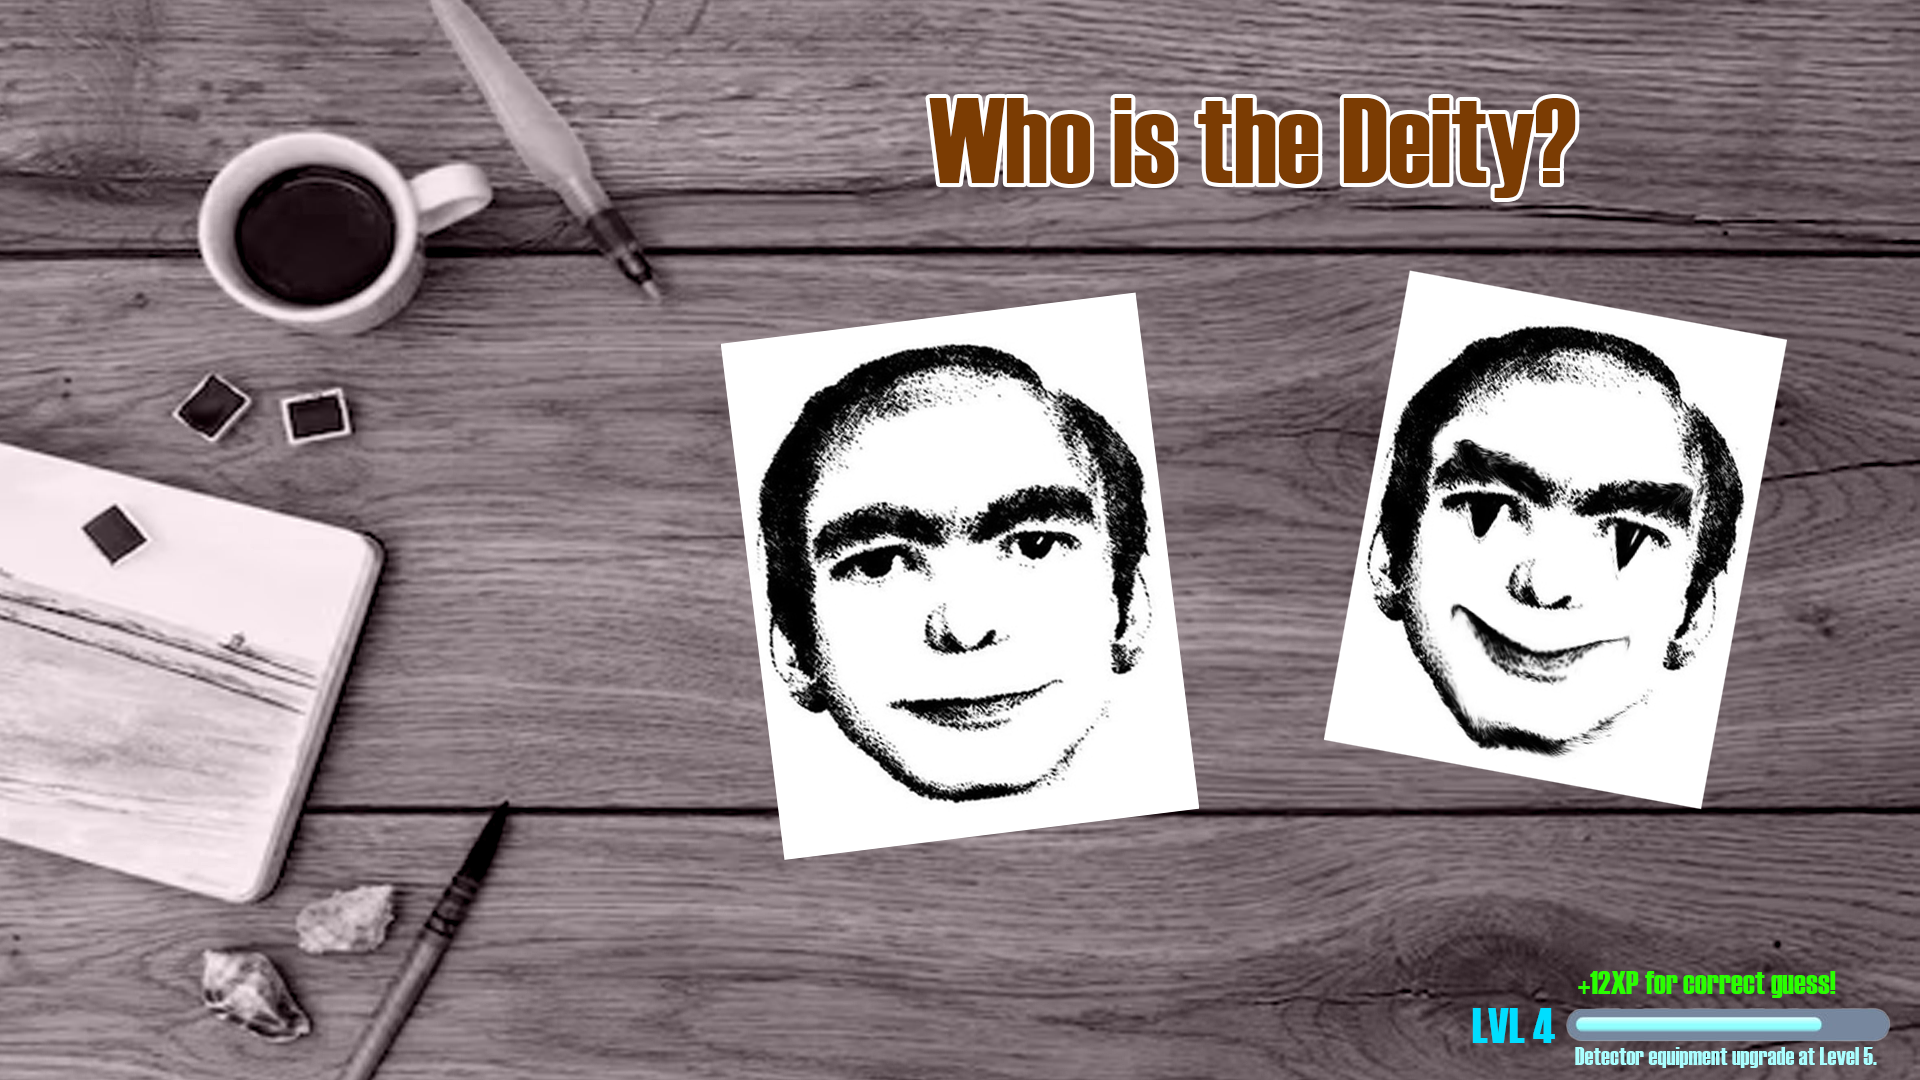 Who is the Deity?
+12XP for correct guess!
LVL 4
Detector equipment upgrade at Level 5.